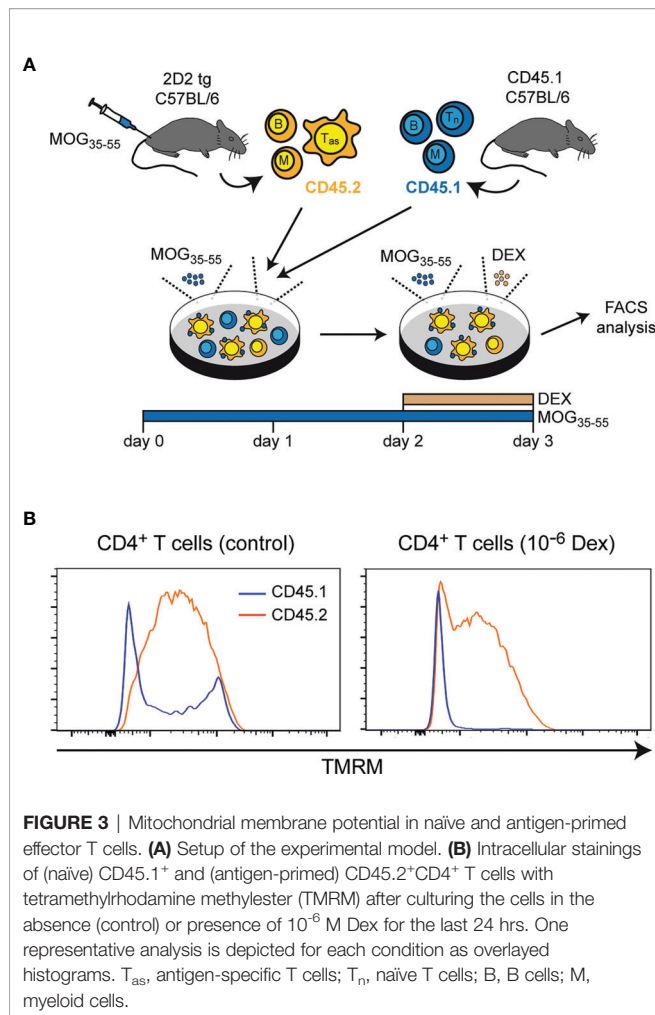 A
2D2 tg
C57BL/6
CD45.1
C57BL/6
MOG35-55
B
Tas
M
CD45.2
B
Tn
M
CD45.1
MOG35-55
MOG35-55
DEX
FACS
analysis
DEX
MOG35-55
day 0
day 1
day 2
day 3
B
CD4+ T cells (control)
CD4+ T cells (10-6 Dex)
CD45.1
CD45.2
TMRM
FIGURE 3 | Mitochondrial membrane potential in naïve and antigen-primed
effector T cells. (A) Setup of the experimental model. (B) Intracellular stainings
of (naïve) CD45.1+ and (antigen-primed) CD45.2+CD4+ T cells with
tetramethylrhodamine methylester (TMRM) after culturing the cells in the
absence (control) or presence of 10-6 M Dex for the last 24 hrs. One
representative analysis is depicted for each condition as overlayed
histograms. Tas, antigen-specific T cells; Tn, naïve T cells; B, B cells; M,
myeloid cells.